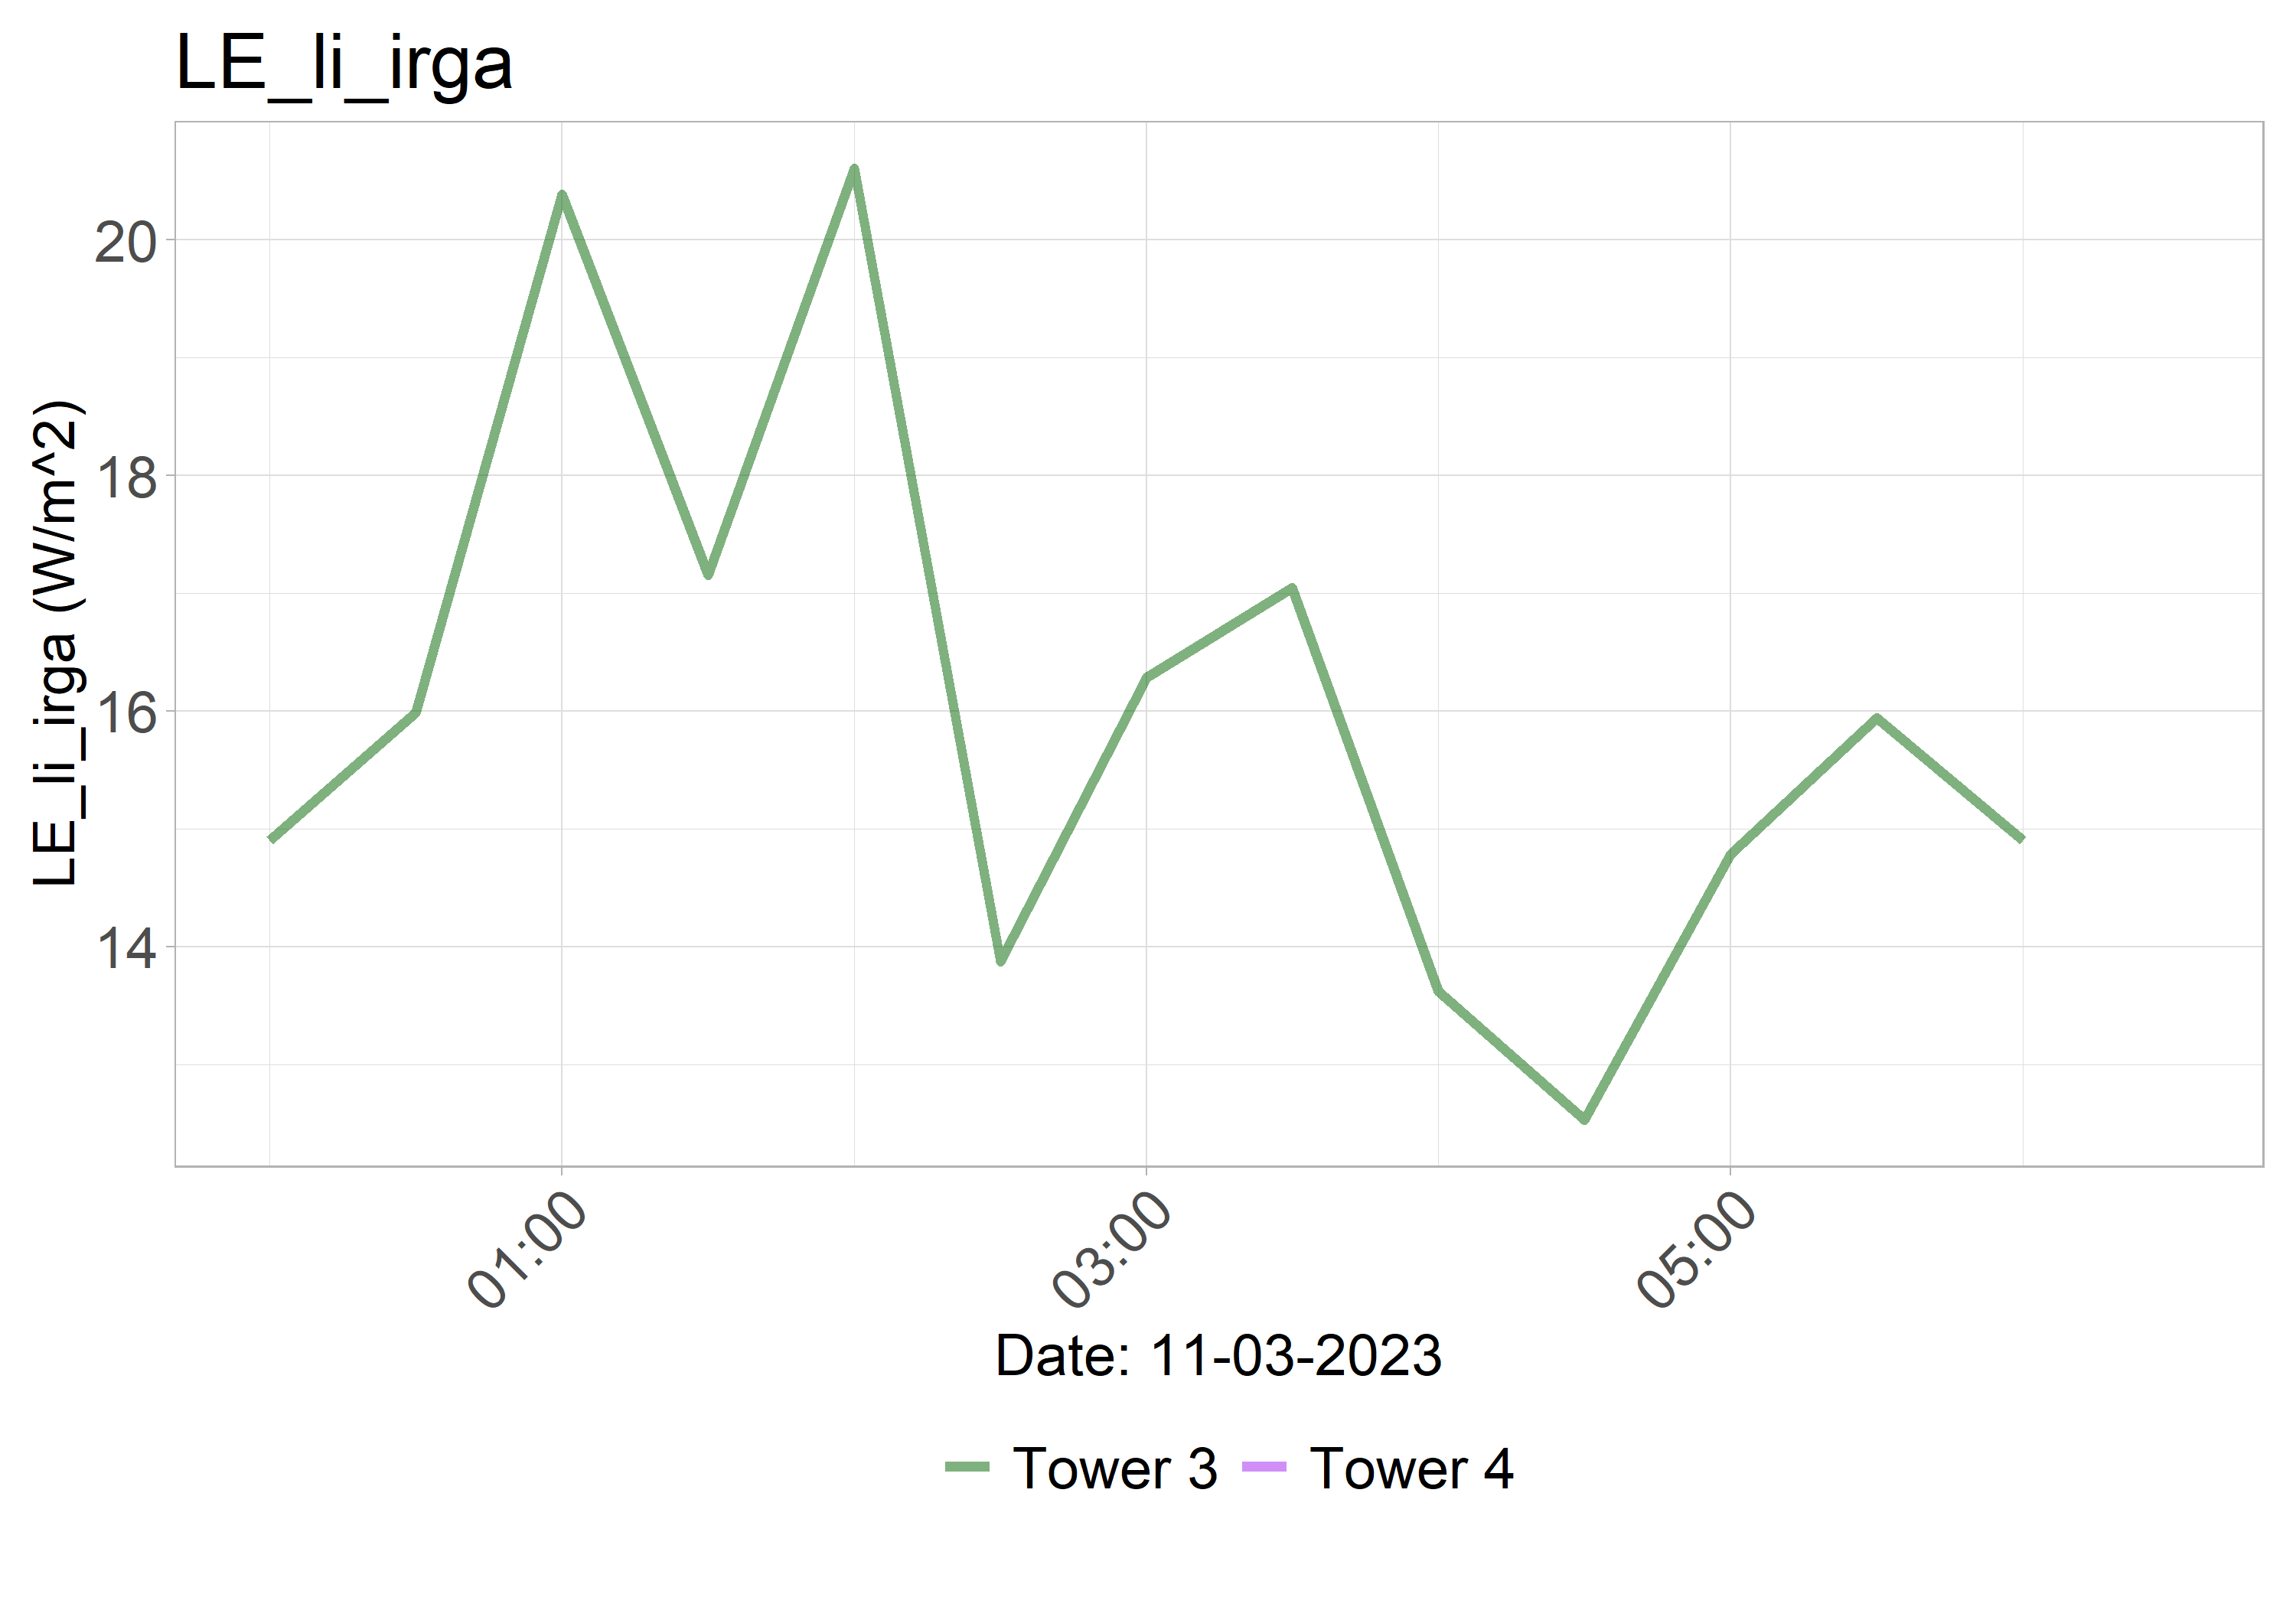 LE_li_irga
LE_li_irga (W/m^2)
20
18
16
14
01:00
03:00
05:00
Date: 11-03-2023
Tower 3
Tower 4